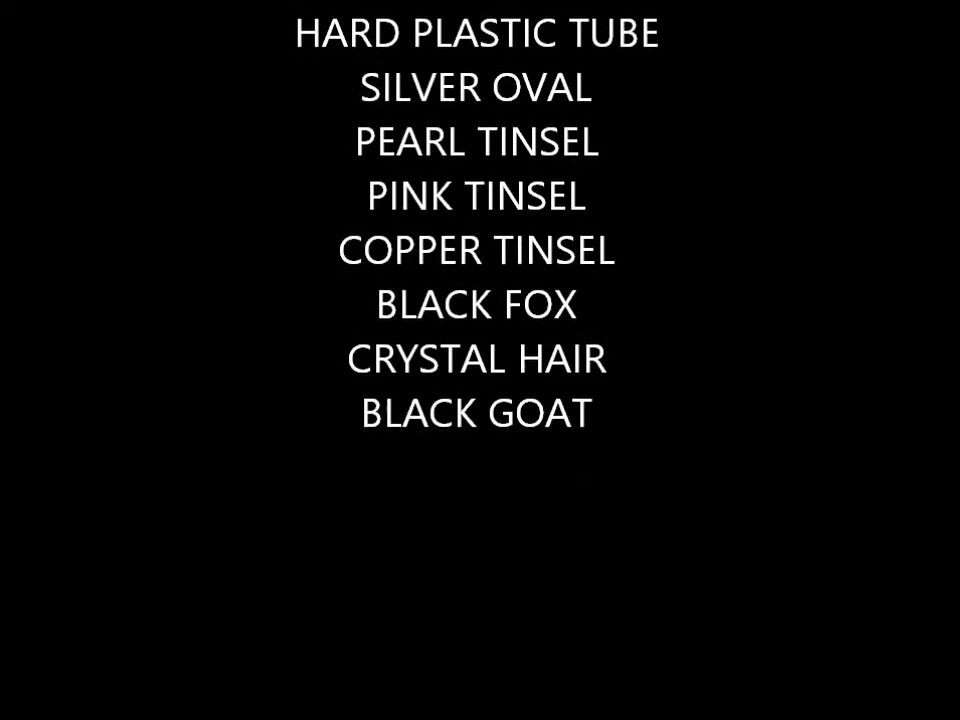 HARD PLASTIC TUBE
SILVER OVAL
PEARL TINSEL
PINK TINSEL
COPPER TINSEL
BLACK FOX
CRYSTAL HAIR
BLACK GOAT